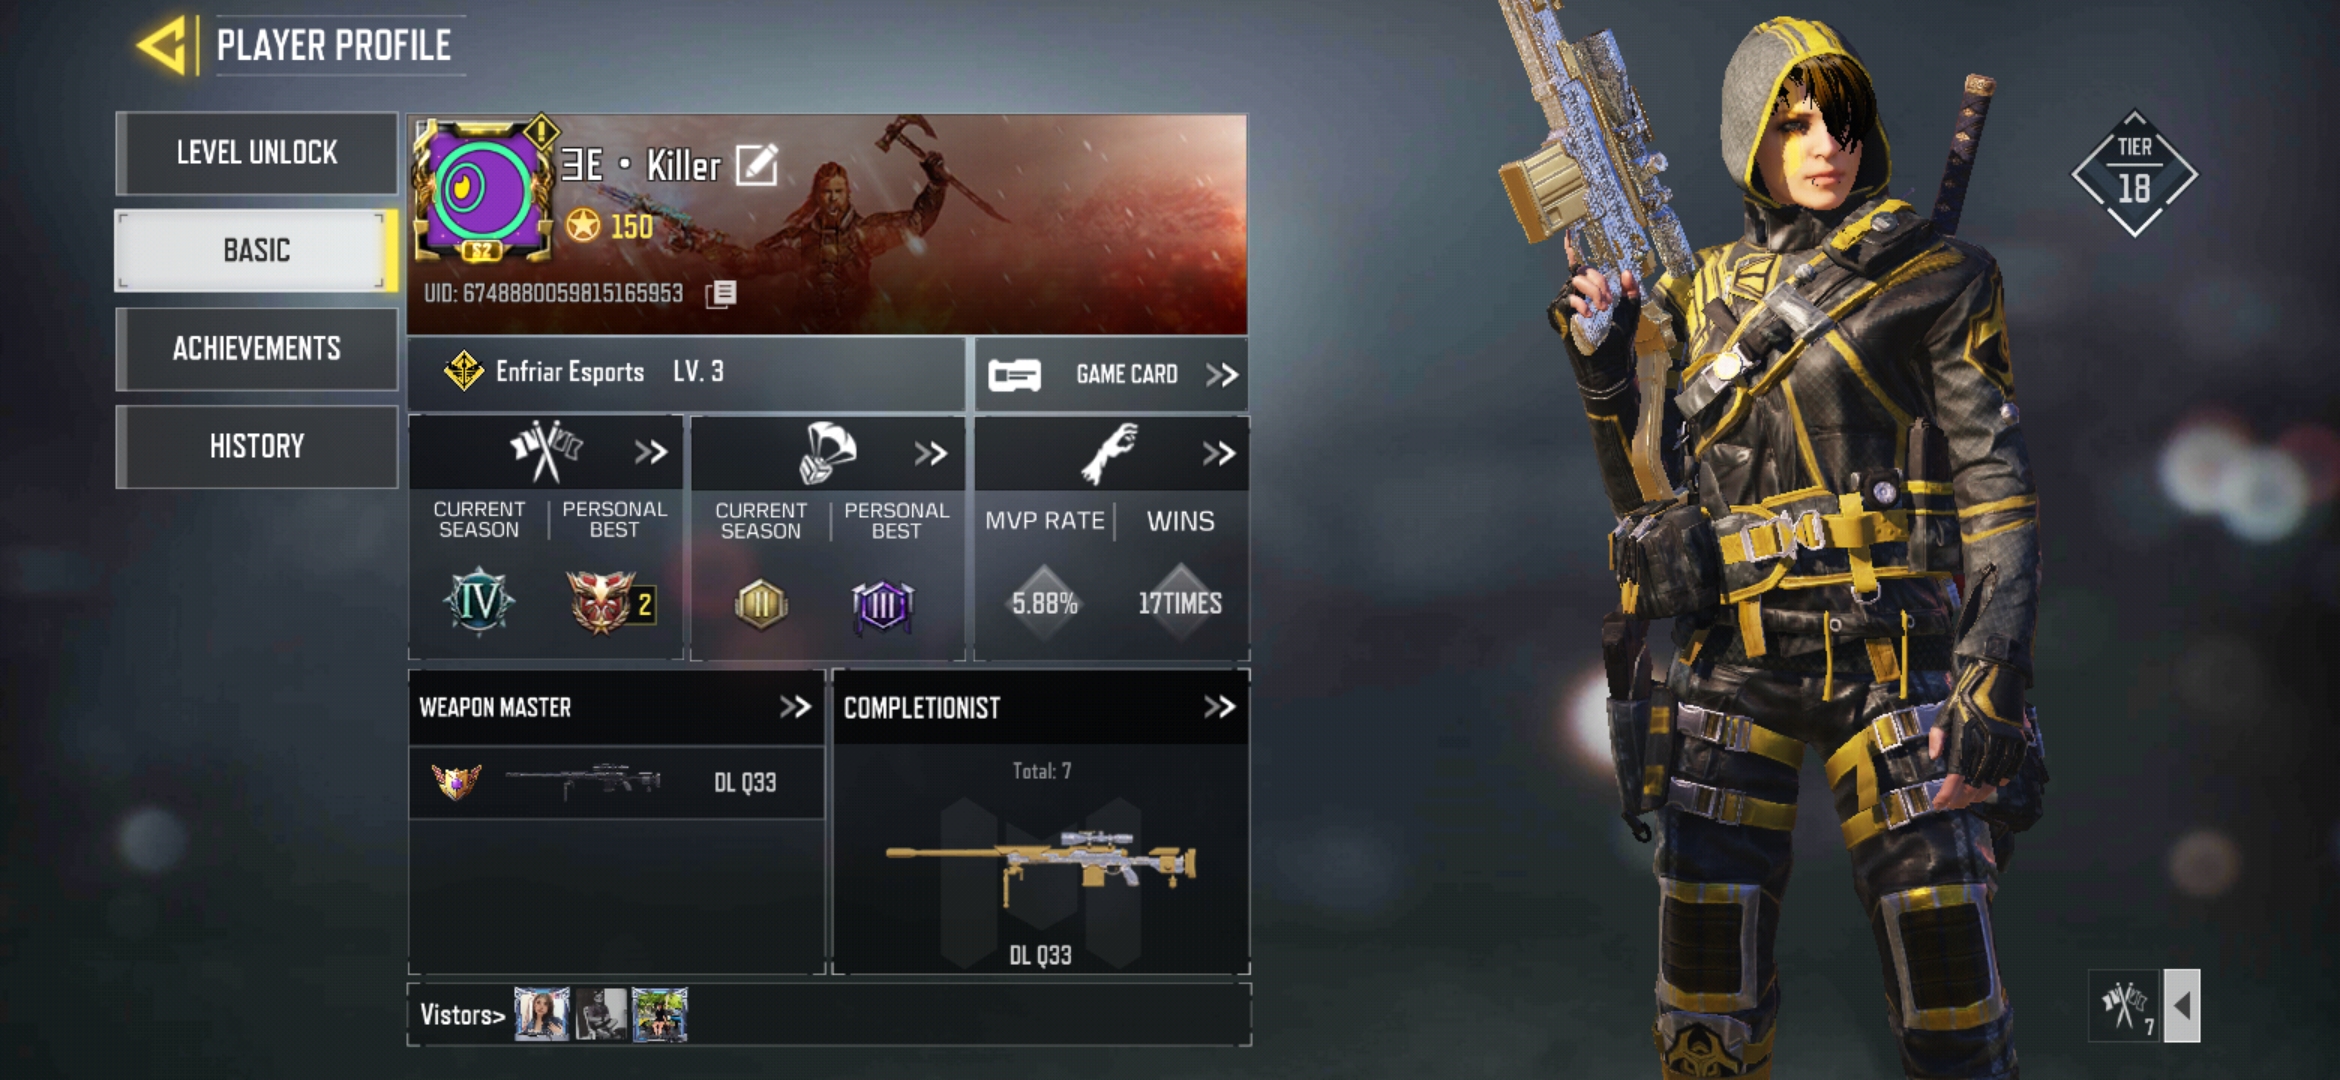 PLAYER PROFILE
LEVEL UNLOCK
BASIC
ACHIEVEMENTS
HISTORY
ƎE • Killer
150
S2
UID: 6748880059815165953
Enfriar Esports LV. 3
GAME CARD
CURRENT SEASON
PERSONAL BEST
IV
2
CURRENT SEASON
PERSONAL BEST
II
III
MVP RATE
WINS
5.88%
17TIMES
WEAPON MASTER
DL Q33
COMPLETIONIST
Total: 7
DL Q33
Vistors>
TIER
18
7